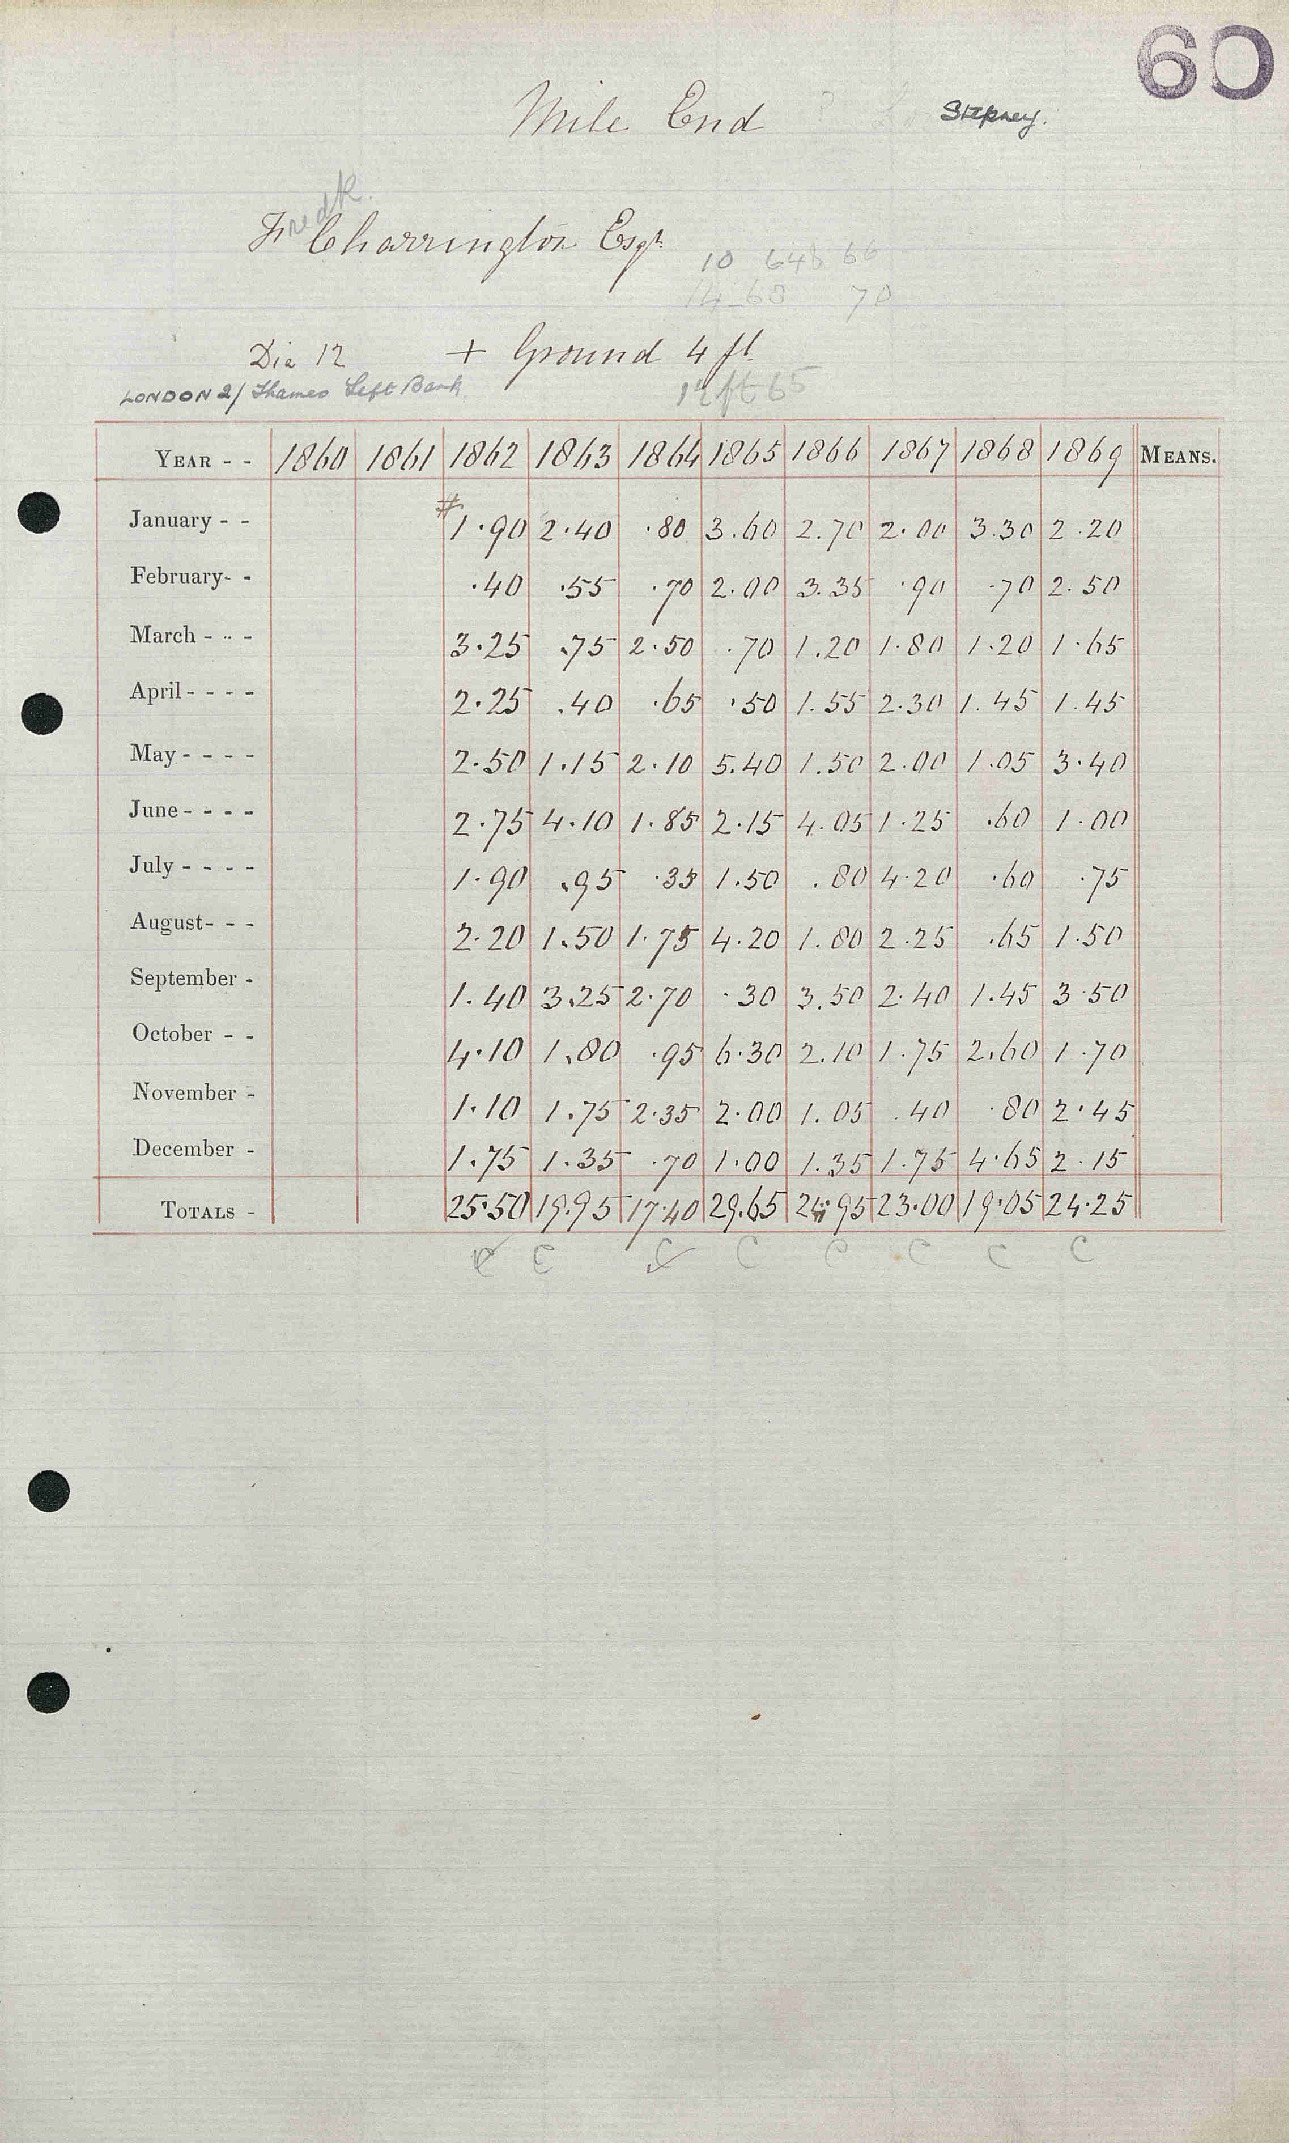 60
Mile End Stepney.
Fredk.
F Charrington Esqr
10 64 66
14 68 70
Dia 12 + Ground 4 ft
LONDON 2/ Thames Left Bank 12 ft 65
YEAR - - 1860 1861 1862 1863 1864 1865 1866 1867 1868 1869 MEANS.
January - - # 1.90 2.40 .80 3.60 2.70 2.00 3.30 2.20
February- - .40 .55 .70 2.00 3.35 .90 .70 2.50
March - - - 3.25 .75 2.50 .70 1.20 1.80 1.20 1.65
April - - - - 2.25 .40 .65 .50 1.55 2.30 1.45 1.45
May - - - - 2.50 1.15 2.10 5.40 1.50 2.00 1.05 3.40
June - - - - 2.75 4.10 1.85 2.15 4.05 1.25 .60 1.00
July - - - - 1.90 .95 .35 1.50 .80 4.20 .60 .75
August- - - 2.20 1.50 1.75 4.20 1.80 2.25 .65 1.50
September - 1.40 3.25 2.70 .30 3.50 2.40 1.45 3.50
October - - 4.10 1.80 .95 6.30 2.10 1.75 2.60 1.70
November - 1.10 1.75 2.35 2.00 1.05 .40 .80 2.45
December - 1.75 1.35 .70 1.00 1.35 1.75 4.65 2.15
TOTALS - 25.50 19.95 17.40 29.65 24.95 23.00 19.05 24.25
C C C C C C C C